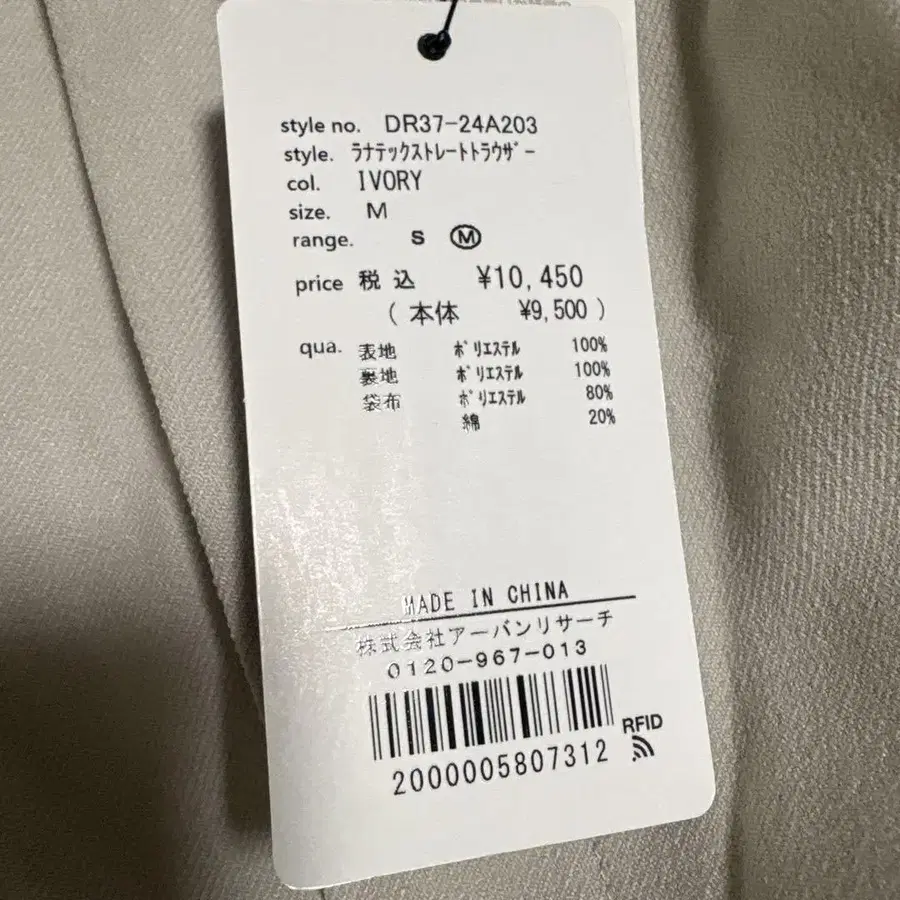 style no. DR37-24A203
style. ﾗﾅﾃｯｸｽﾄﾚｰﾄﾄﾗｳｻﾞｰ
col. IVORY
size. M
range. S Ⓜ
price 税込 ¥10,450
( 本体 ¥9,500 )
qua. 表地 ﾎﾟﾘｴｽﾃﾙ 100%
裏地 ﾎﾟﾘｴｽﾃﾙ 100%
袋布 ﾎﾟﾘｴｽﾃﾙ 80%
綿 20%
MADE IN CHINA
株式会社アーバンリサーチ
0120-967-013
RFID
2000005807312